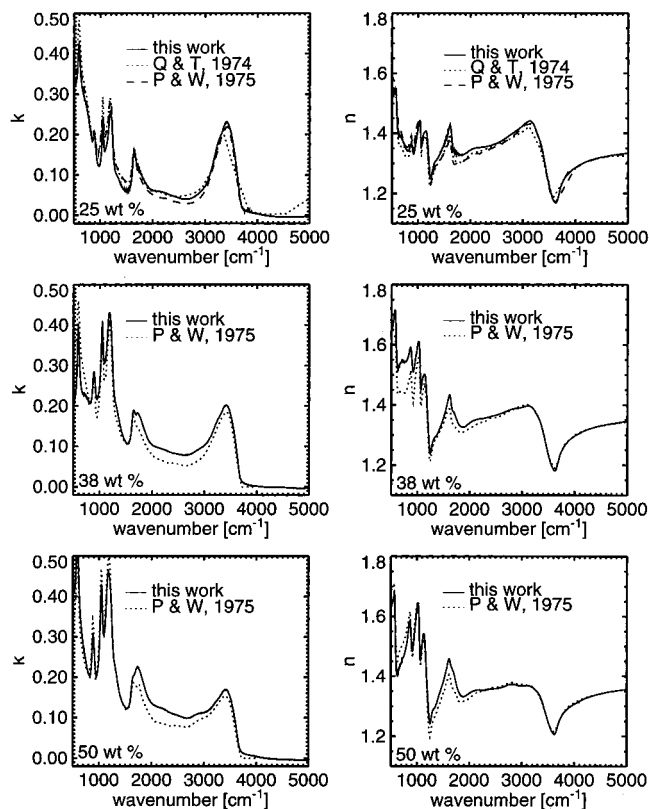 0.50
0.40
0.30
0.20
0.10
0.00
k
this work
Q & T, 1974
P & W, 1975
25 wt %
1000 2000 3000 4000 5000
wavenumber [cm⁻¹]
1.8
1.6
1.4
1.2
n
this work
Q & T, 1974
P & W, 1975
25 wt %
1000 2000 3000 4000 5000
wavenumber [cm⁻¹]
0.50
0.40
0.30
0.20
0.10
0.00
k
this work
P & W, 1975
38 wt %
1000 2000 3000 4000 5000
wavenumber [cm⁻¹]
1.8
1.6
1.4
1.2
n
this work
P & W, 1975
38 wt %
1000 2000 3000 4000 5000
wavenumber [cm⁻¹]
0.50
0.40
0.30
0.20
0.10
0.00
k
this work
P & W, 1975
50 wt %
1000 2000 3000 4000 5000
wavenumber [cm⁻¹]
1.8
1.6
1.4
1.2
n
this work
P & W, 1975
50 wt %
1000 2000 3000 4000 5000
wavenumber [cm⁻¹]